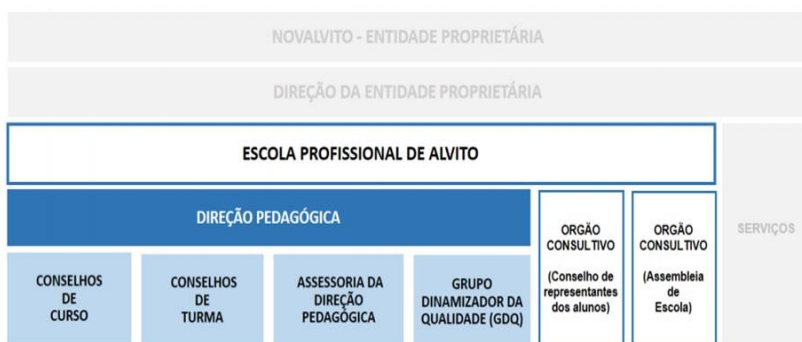 NOVALVITO - ENTIDADE PROPRIETÁRIA
DIREÇÃO DA ENTIDADE PROPRIETÁRIA
ESCOLA PROFISSIONAL DE ALVITO
DIREÇÃO PEDAGÓGICA
CONSELHOS
DE
CURSO
CONSELHOS
DE
TURMA
ASSESSORIA DA
DIREÇÃO
PEDAGÓGICA
GRUPO
DINAMIZADOR DA
QUALIDADE (GDQ)
ORGÃO
CONSULTIVO
(Conselho de
representantes
dos alunos)
ORGÃO
CONSULTIVO
(Assembleia
de
Escola)
SERVIÇOS